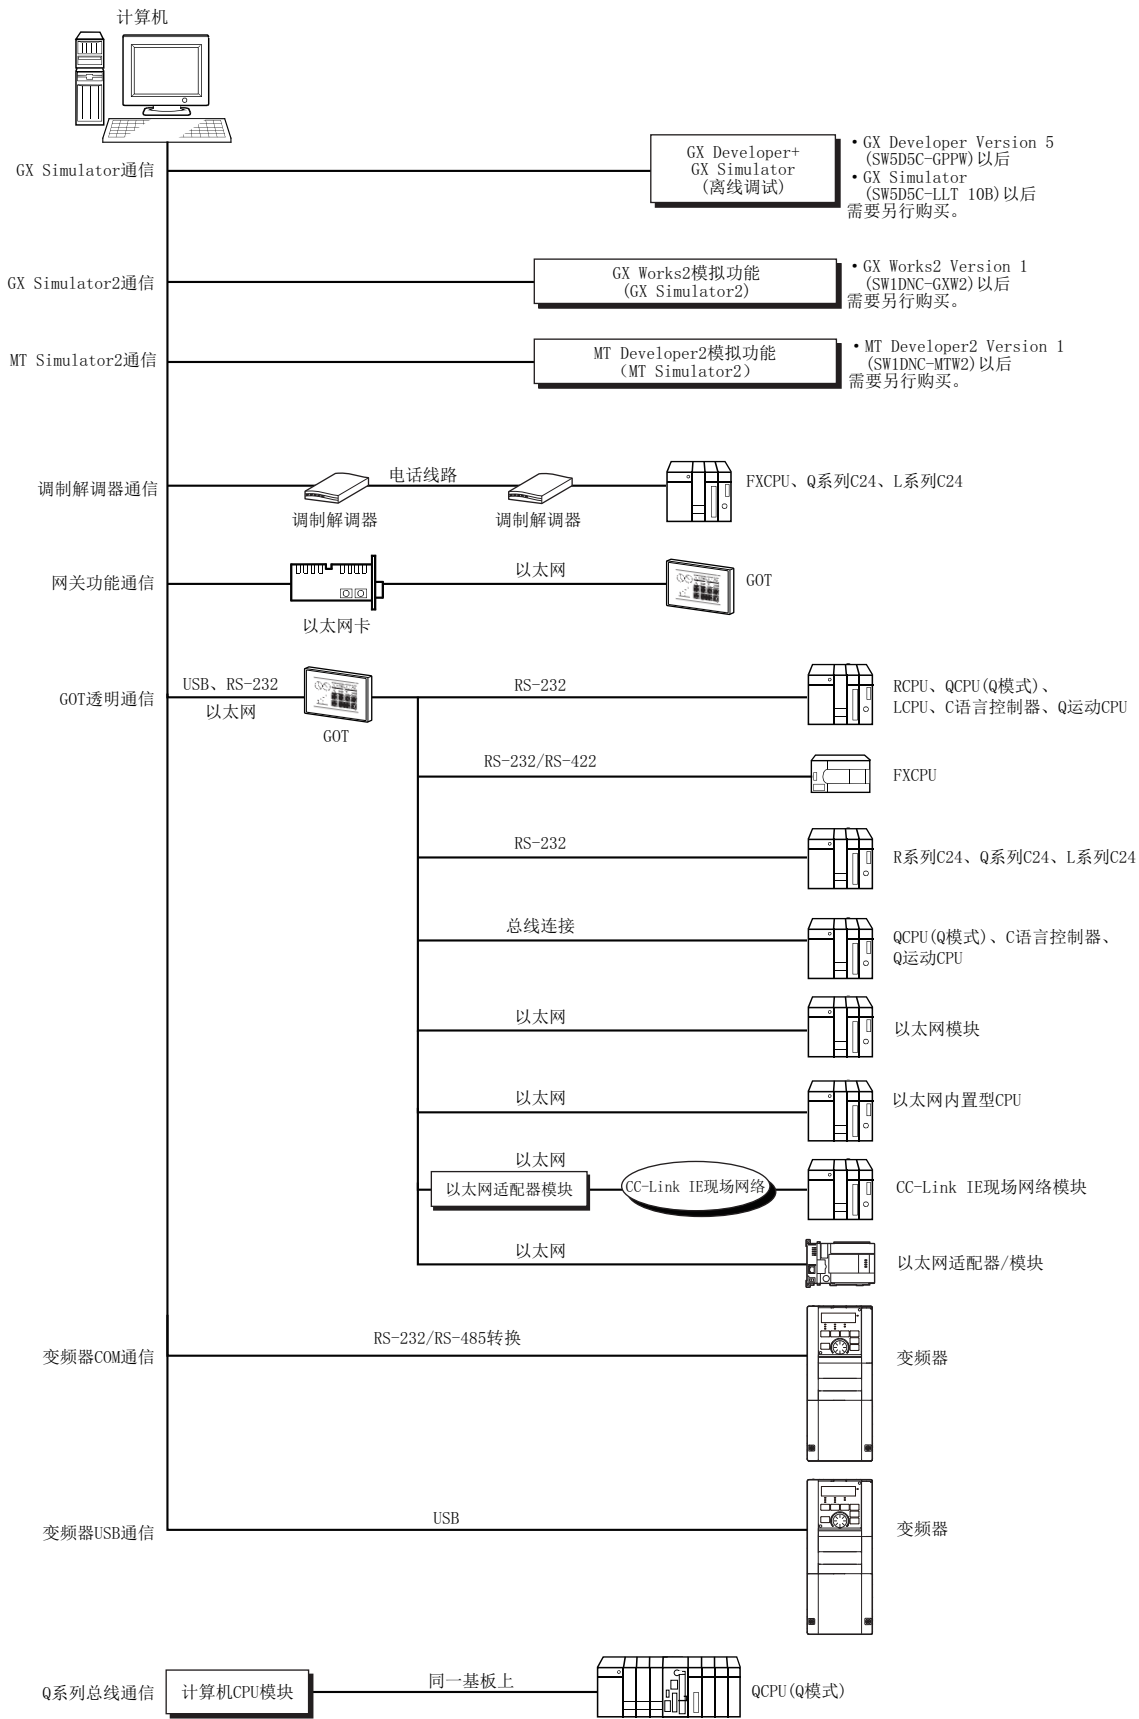 计算机
GX Simulator通信
GX Developer+
GX Simulator
(离线调试)
・GX Developer Version 5
(SW5D5C-GPPW)以后
・GX Simulator
(SW5D5C-LLT 10B)以后
需要另行购买。
GX Simulator2通信
GX Works2模拟功能
(GX Simulator2)
・GX Works2 Version 1
(SW1DNC-GXW2)以后
需要另行购买。
MT Simulator2通信
MT Developer2模拟功能
（MT Simulator2）
・MT Developer2 Version 1
(SW1DNC-MTW2)以后
需要另行购买。
调制解调器通信
电话线路
调制解调器
调制解调器
FXCPU、Q系列C24、L系列C24
网关功能通信
以太网卡
以太网
GOT
GOT透明通信
USB、RS-232
以太网
GOT
RS-232
RCPU、QCPU(Q模式)、
LCPU、C语言控制器、Q运动CPU
RS-232/RS-422
FXCPU
RS-232
R系列C24、Q系列C24、L系列C24
总线连接
QCPU(Q模式)、C语言控制器、
Q运动CPU
以太网
以太网模块
以太网
以太网内置型CPU
以太网
以太网适配器模块
CC-Link IE现场网络
CC-Link IE现场网络模块
以太网
以太网适配器/模块
变频器COM通信
RS-232/RS-485转换
变频器
变频器USB通信
USB
变频器
Q系列总线通信
计算机CPU模块
同一基板上
QCPU(Q模式)